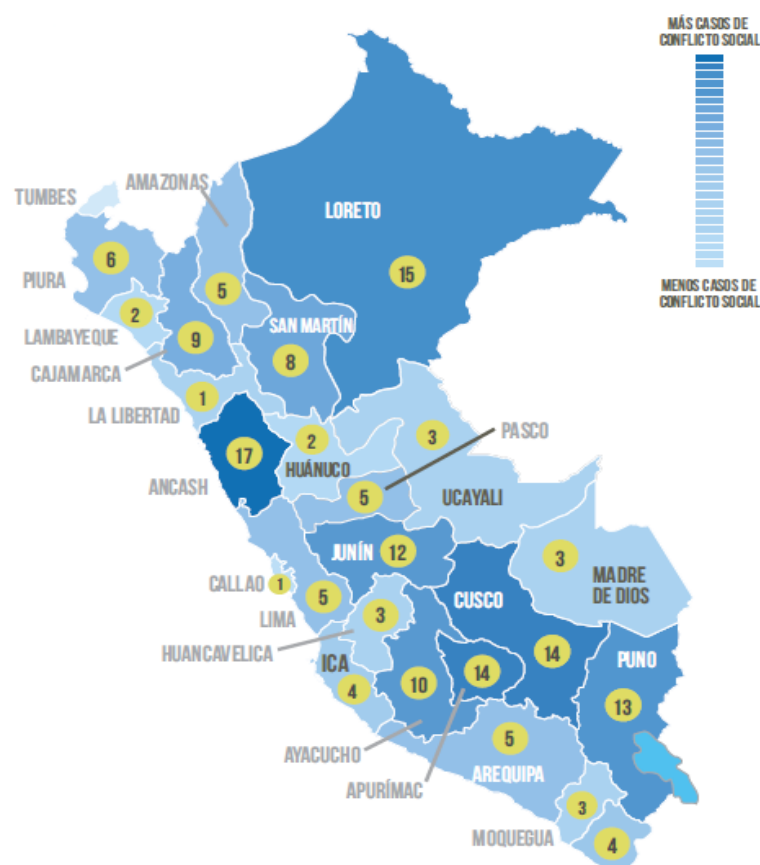 MÁS CASOS DE
CONFLICTO SOCIAL
MENOS CASOS DE
CONFLICTO SOCIAL
TUMBES
AMAZONAS
LORETO
6
PIURA
5
15
2
LAMBAYEQUE
9
SAN MARTÍN
8
CAJAMARCA
1
LA LIBERTAD
17
ANCASH
2
HUÁNUCO
3
PASCO
5
UCAYALI
JUNÍN
12
3
MADRE
DE DIOS
CALLAO
1
5
LIMA
CUSCO
14
3
HUANCAVELICA
ICA
4
10
14
PUNO
13
AYACUCHO
APURÍMAC
5
AREQUIPA
3
MOQUEGUA
4